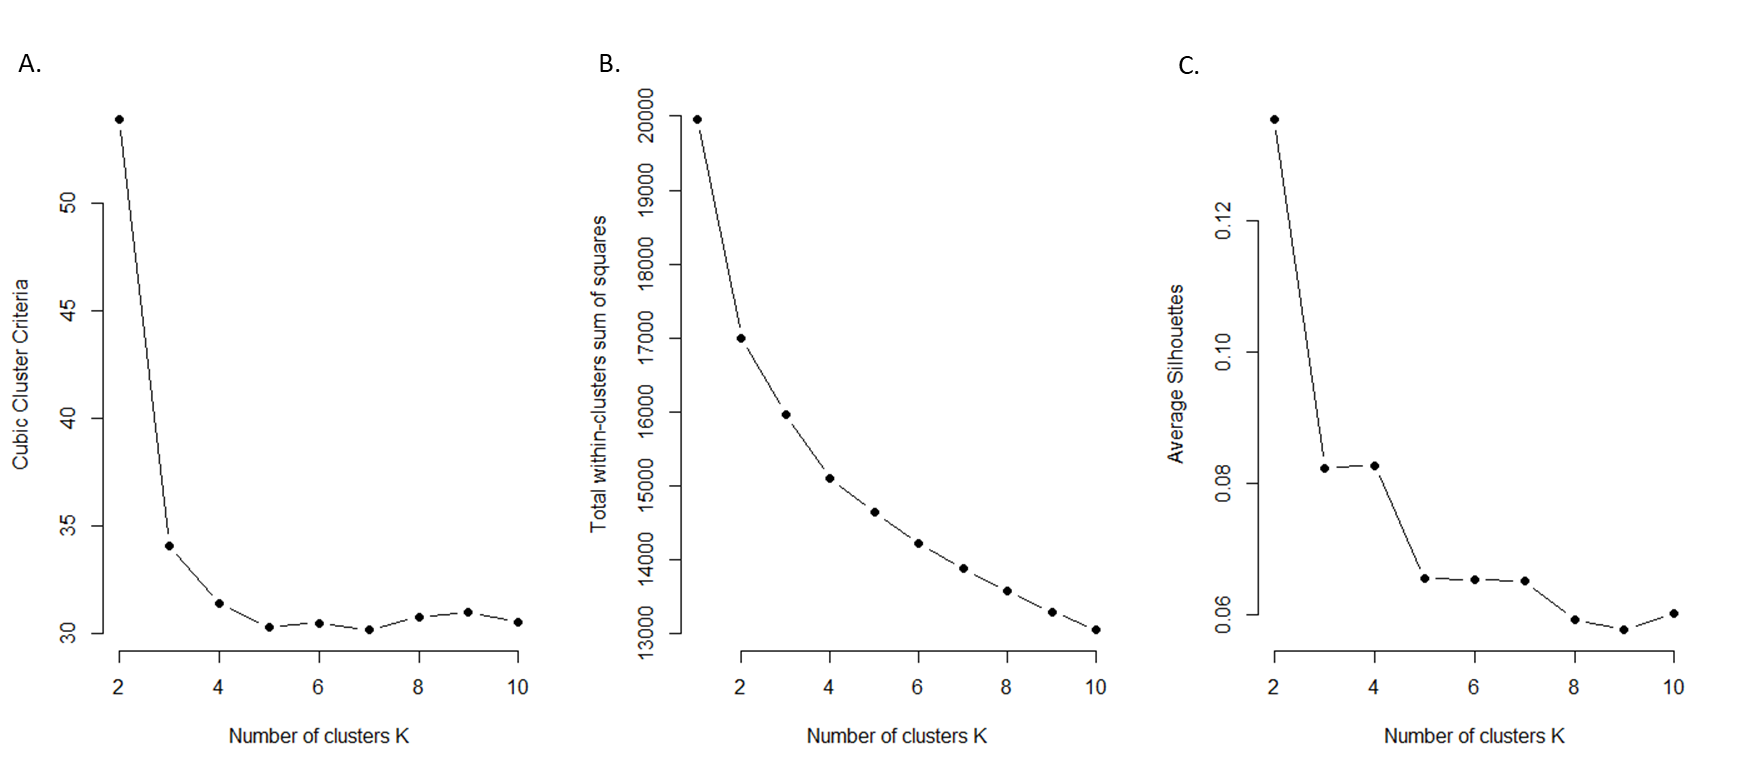 A.
Cubic Cluster Criteria
50
45
40
35
30
2 4 6 8 10
Number of clusters K
B.
Total within-clusters sum of squares
20000
19000
18000
17000
16000
15000
14000
13000
2 4 6 8 10
Number of clusters K
C.
Average Silhouettes
0.12
0.10
0.08
0.06
2 4 6 8 10
Number of clusters K